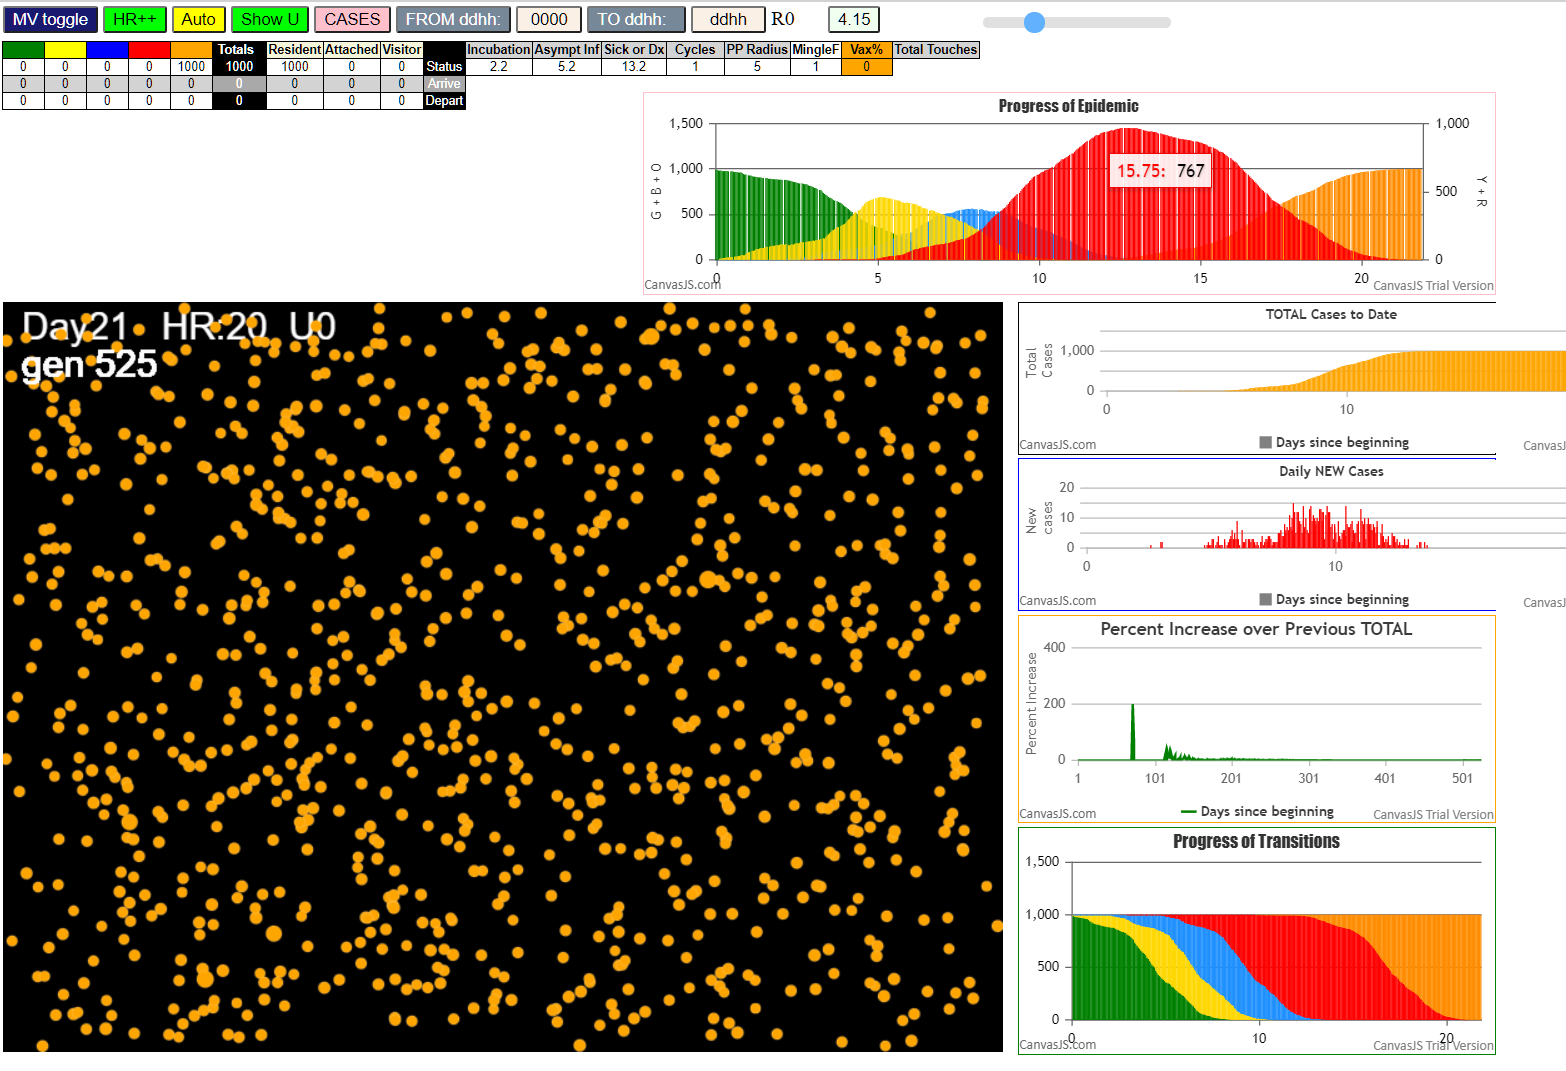 MV toggle HR++ Auto Show U CASES FROM ddhh: 0000 TO ddhh: ddhh R0 4.15
Totals Resident Attached Visitor Incubation Asympt Inf Sick or Dx Cycles PP Radius MingleF Vax% Total Touches
0 0 0 0 1000 1000 1000 0 0 Status 2.2 5.2 13.2 1 5 1 0
0 0 0 0 0 0 0 0 0 Arrive
0 0 0 0 0 0 0 0 0 Depart
Progress of Epidemic
1,500 1,000
1,000
500 500
0 0
G + B + O
Y + R
15.75: 767
0 5 10 15 20
CanvasJS.com CanvasJS Trial Version
Day21 HR:20 U0
gen 525
TOTAL Cases to Date
Total
Cases
1,000
0
0 10
Days since beginning
CanvasJS.com CanvasJ
Daily NEW Cases
New
cases
20
10
0
0 10
Days since beginning
CanvasJS.com CanvasJ
Percent Increase over Previous TOTAL
Percent Increase
400
200
0
1 101 201 301 401 501
Days since beginning
CanvasJS.com CanvasJS Trial Version
Progress of Transitions
1,500
1,000
500
0
0 10 20
CanvasJS.com CanvasJS Trial Version